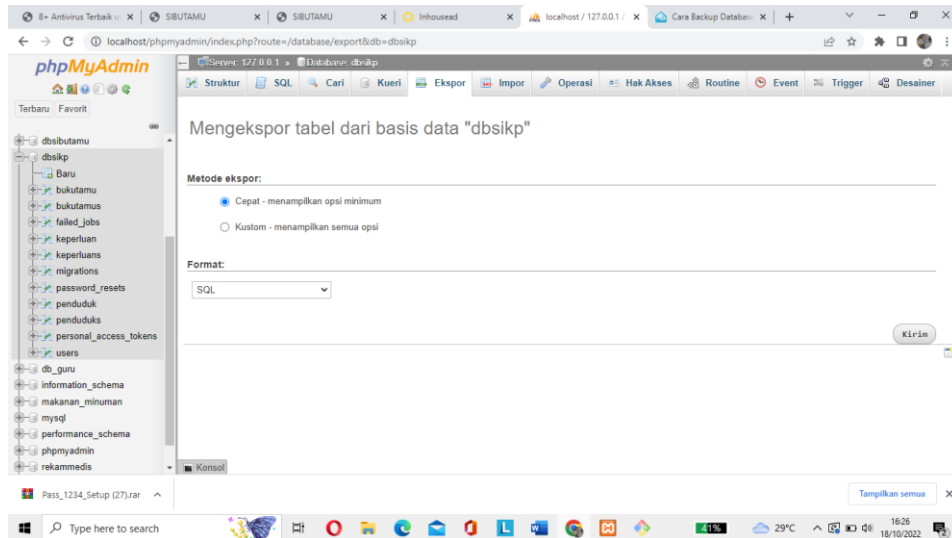 8+ Antivirus Terbaik u
SIBUTAMU
SIBUTAMU
Inhousead
localhost / 127.0.0.1 /
Cara Backup Databas
localhost/phpmyadmin/index.php?route=/database/export&db=dbsikp
phpMyAdmin
Terbaru Favorit
dbsibutamu
dbsikp
Baru
bukutamu
bukutamus
failed_jobs
keperluan
keperluans
migrations
password_resets
penduduk
penduduks
personal_access_tokens
users
db_guru
information_schema
makanan_minuman
mysql
performance_schema
phpmyadmin
rekammedis
Server: 127.0.0.1 » Database: dbsikp
Struktur SQL Cari Kueri Ekspor Impor Operasi Hak Akses Routine Event Trigger Desainer
Mengekspor tabel dari basis data "dbsikp"
Metode ekspor:
Cepat - menampilkan opsi minimum
Kustom - menampilkan semua opsi
Format:
SQL
Kirim
Konsol
Pass_1234_Setup (27).rar
Tampilkan semua
Type here to search
41%
29°C
16:26
18/10/2022